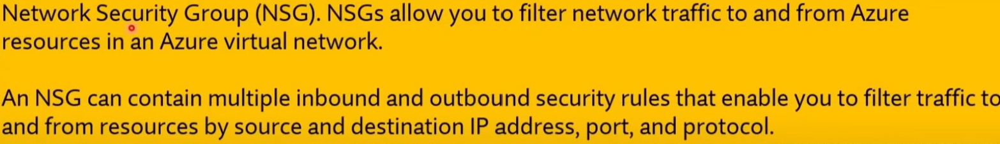 Network Security Group (NSG). NSGs allow you to filter network traffic to and from Azure
resources in an Azure virtual network.
An NSG can contain multiple inbound and outbound security rules that enable you to filter traffic to
and from resources by source and destination IP address, port, and protocol.